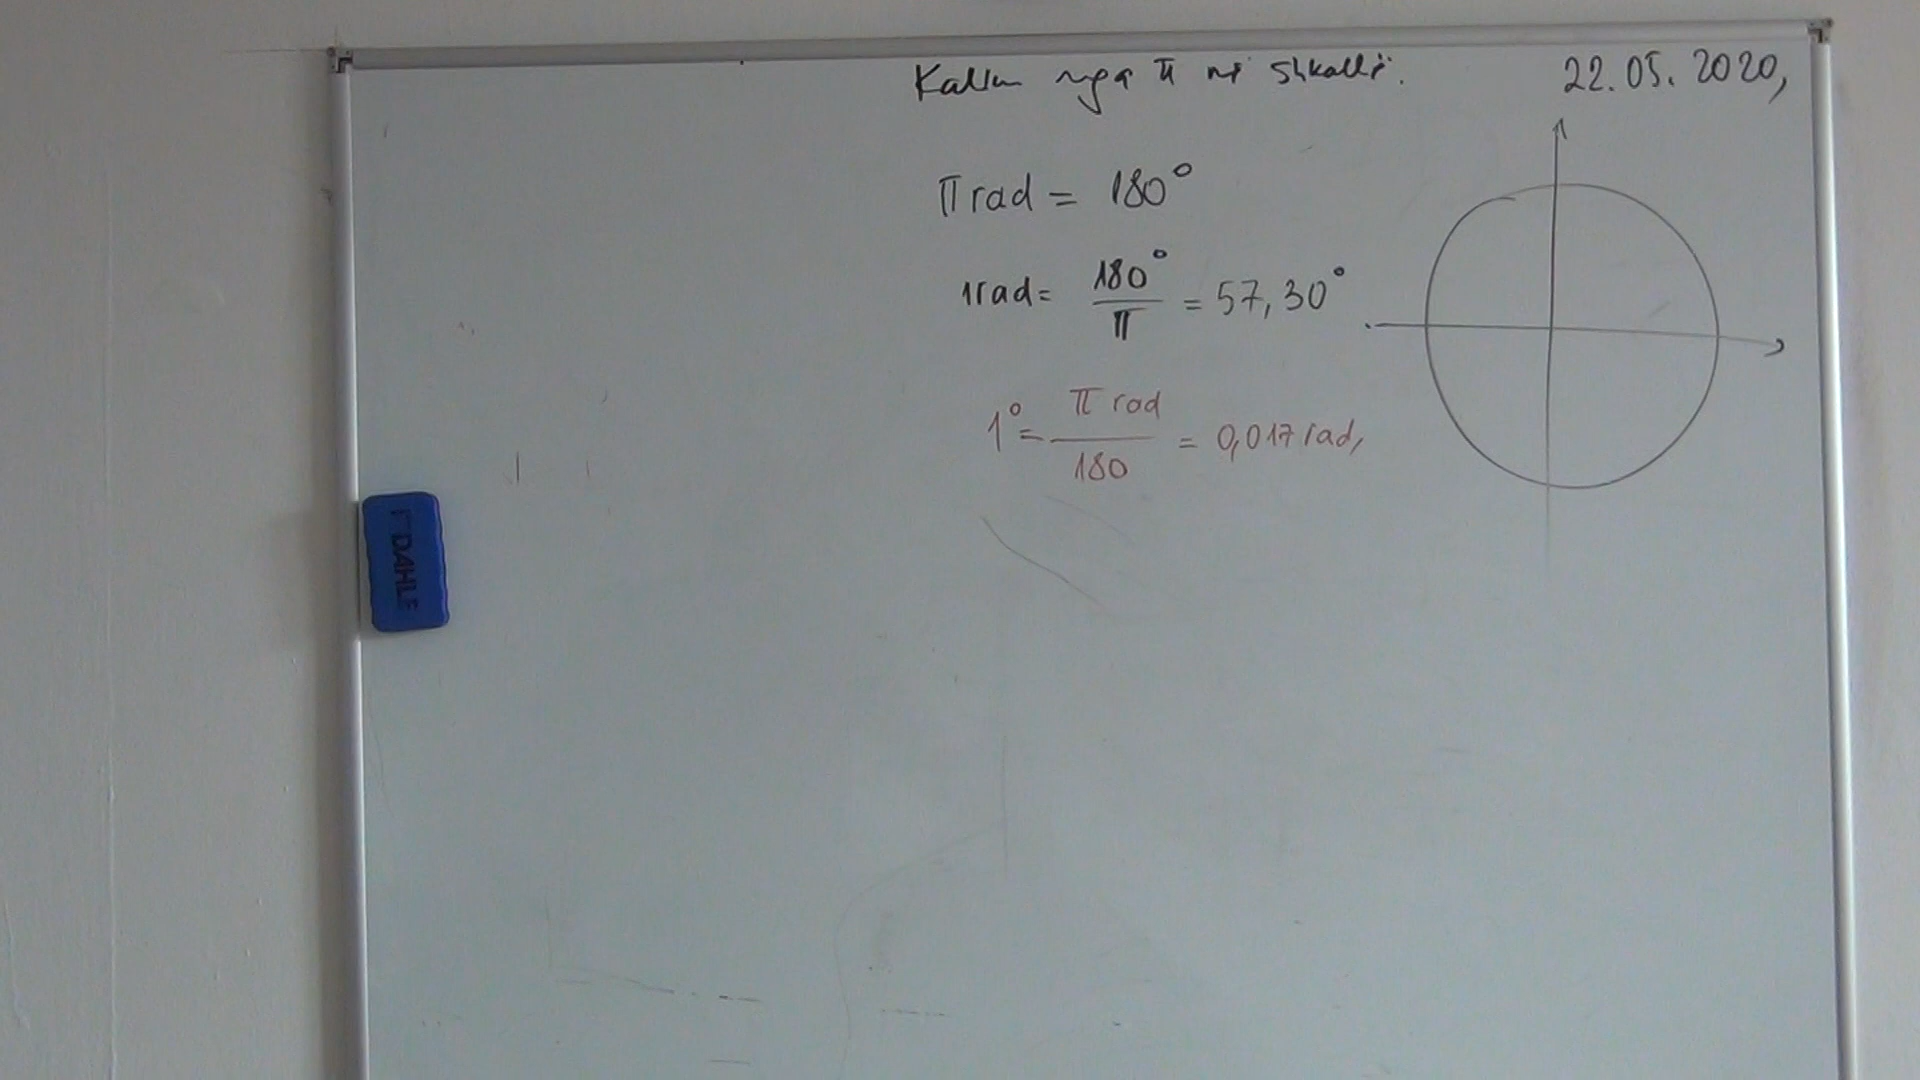 Kalim nga π në shkallë. 22.05.2020,
π rad = 180°
1rad = 180° / π = 57,30°
1° = π rad / 180 = 0,017 rad,
DAHLE